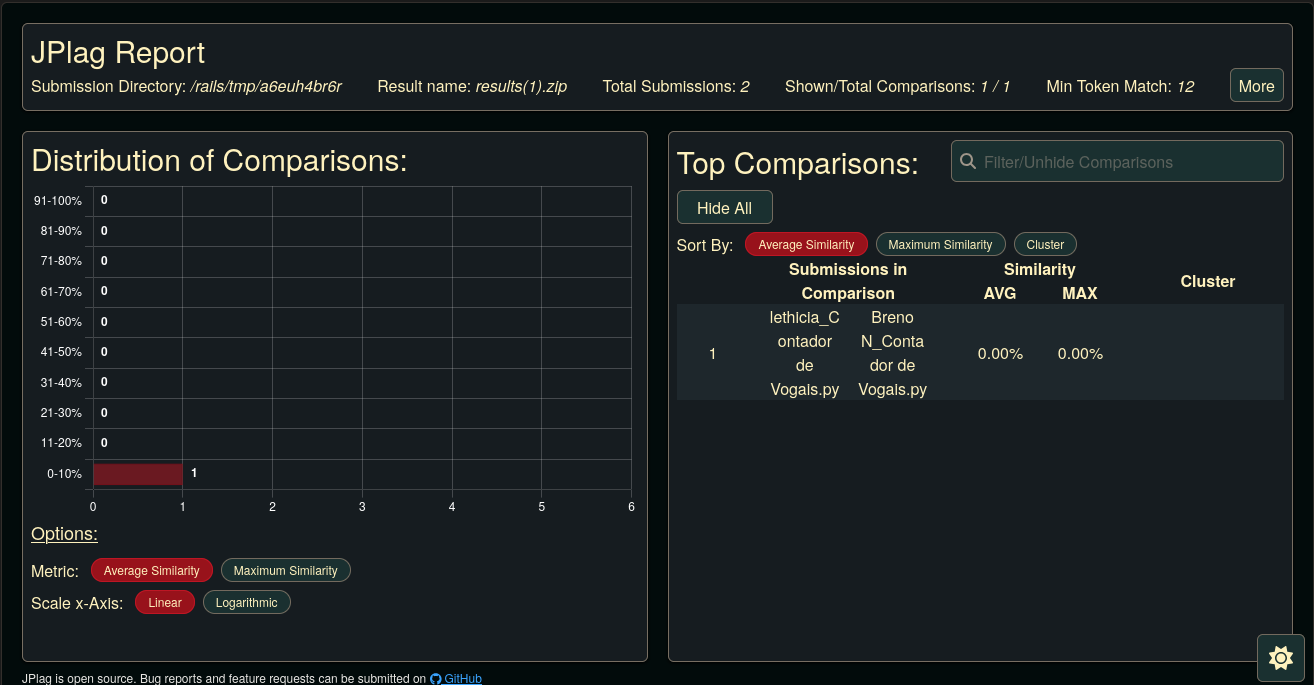 JPlag Report
Submission Directory: /rails/tmp/a6euh4br6r Result name: results(1).zip Total Submissions: 2 Shown/Total Comparisons: 1 / 1 Min Token Match: 12 More
Distribution of Comparisons:
91-100% 0
81-90% 0
71-80% 0
61-70% 0
51-60% 0
41-50% 0
31-40% 0
21-30% 0
11-20% 0
0-10% 1
0 1 2 3 4 5 6
Options:
Metric: Average Similarity Maximum Similarity
Scale x-Axis: Linear Logarithmic
Top Comparisons: Filter/Unhide Comparisons
Hide All
Sort By: Average Similarity Maximum Similarity Cluster
Submissions in Similarity
Cluster
Comparison AVG MAX
lethicia_C Breno
ontador N_Conta
1 0.00% 0.00%
de dor de
Vogais.py Vogais.py
JPlag is open source. Bug reports and feature requests can be submitted on GitHub